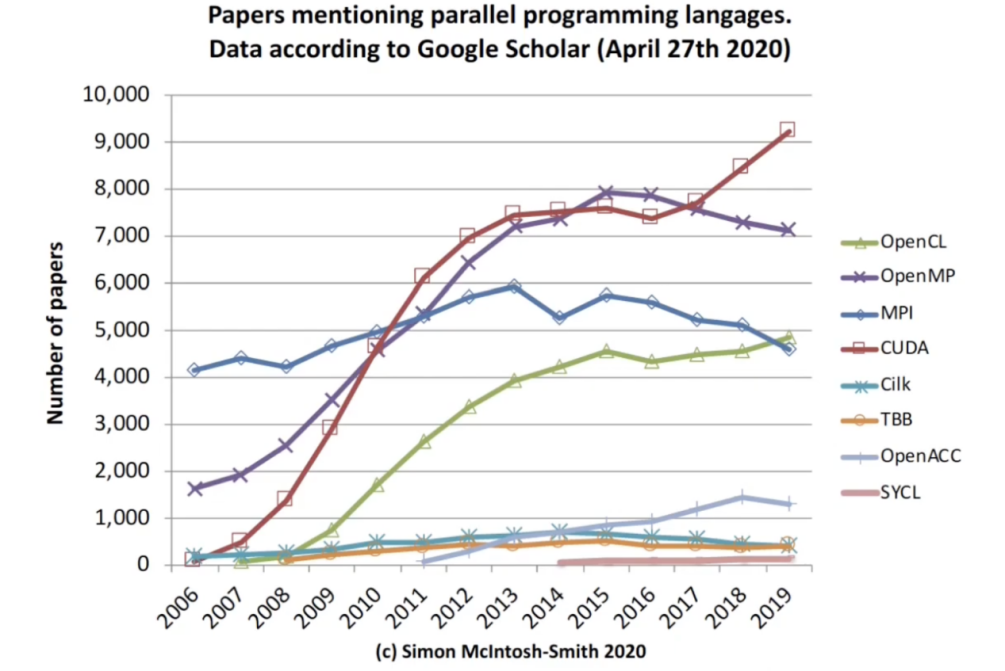 Papers mentioning parallel programming langages.
Data according to Google Scholar (April 27th 2020)
10,000
9,000
8,000
7,000
6,000
5,000
4,000
3,000
2,000
1,000
0
Number of papers
2006
2007
2008
2009
2010
2011
2012
2013
2014
2015
2016
2017
2018
2019
OpenCL
OpenMP
MPI
CUDA
Cilk
TBB
OpenACC
SYCL
(c) Simon McIntosh-Smith 2020